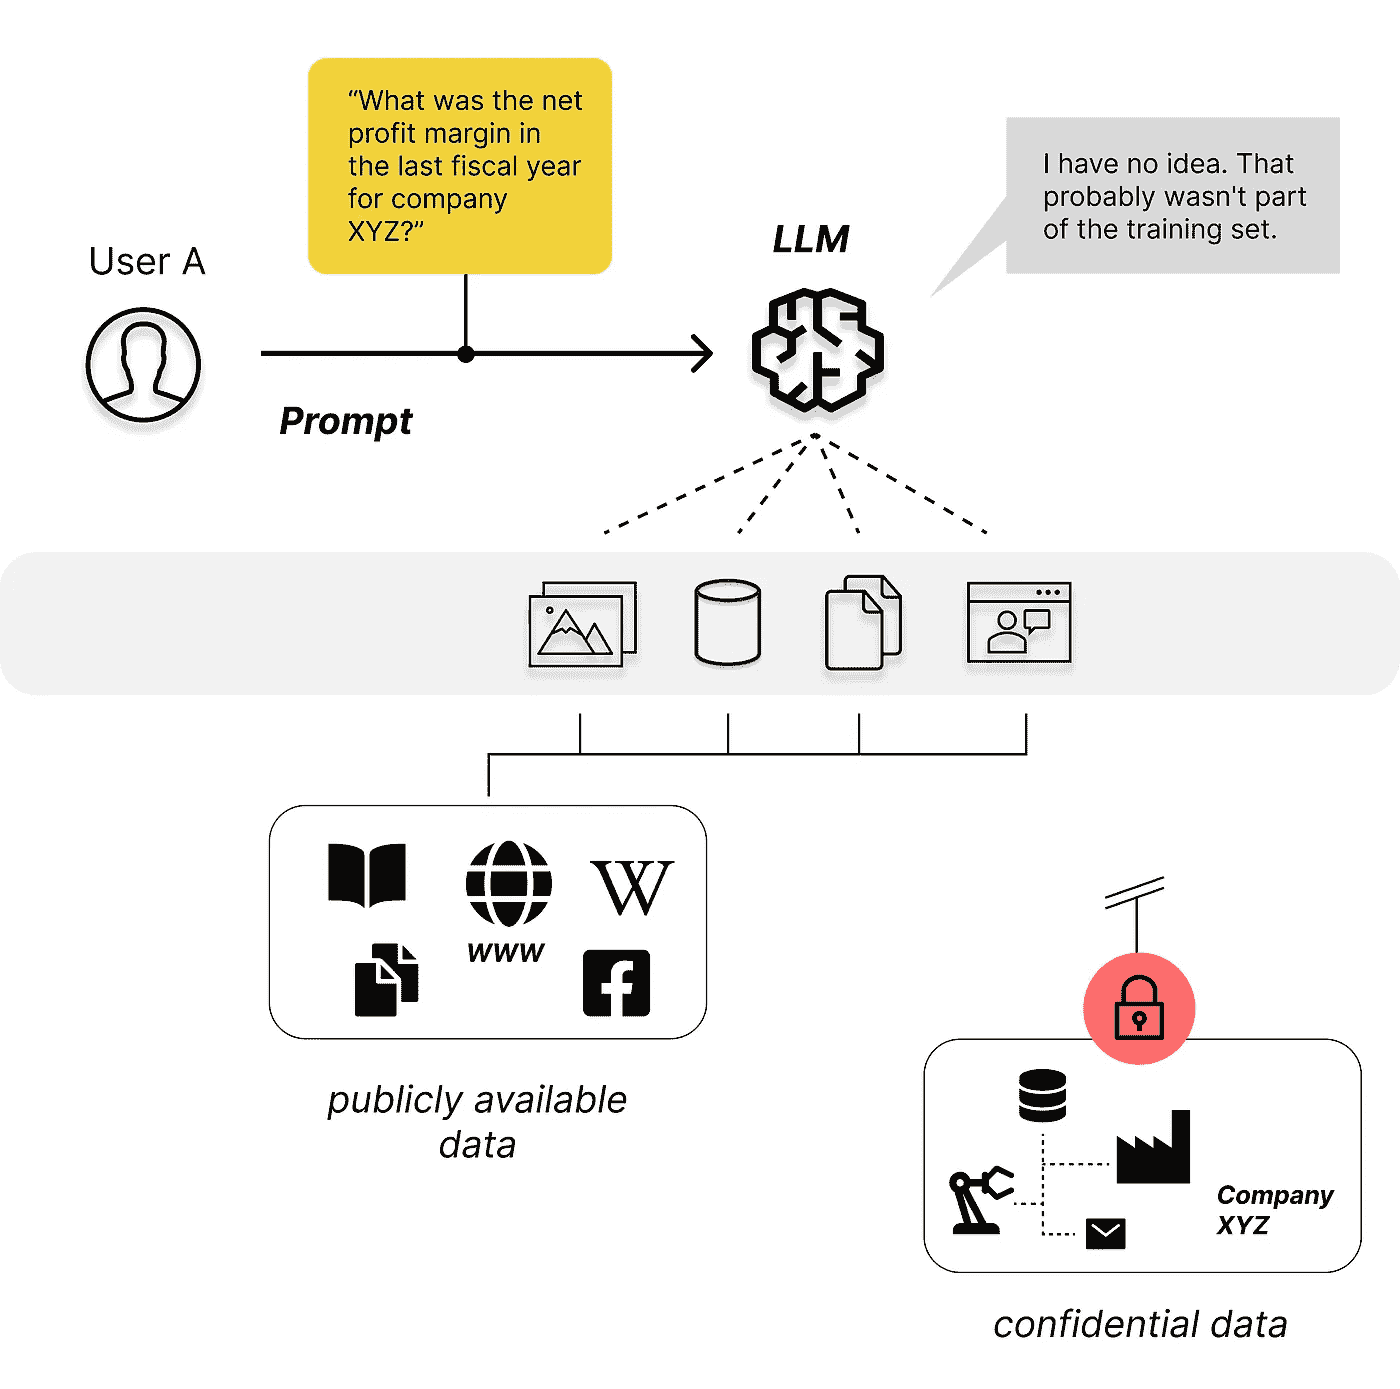 “What was the net
profit margin in
the last fiscal year
for company
XYZ?”
I have no idea. That
probably wasn't part
of the training set.
LLM
User A
Prompt
W
www
f
publicly available
data
Company
XYZ
confidential data